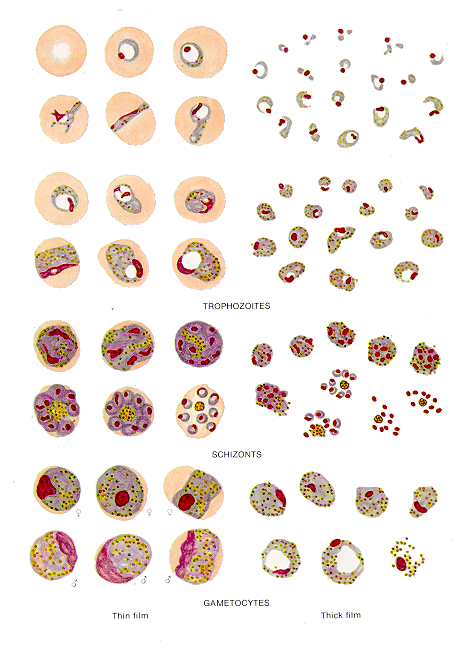 TROPHOZOITES
SCHIZONTS
♀ ♀ ♀
♂ ♂ ♂
GAMETOCYTES
Thin film Thick film